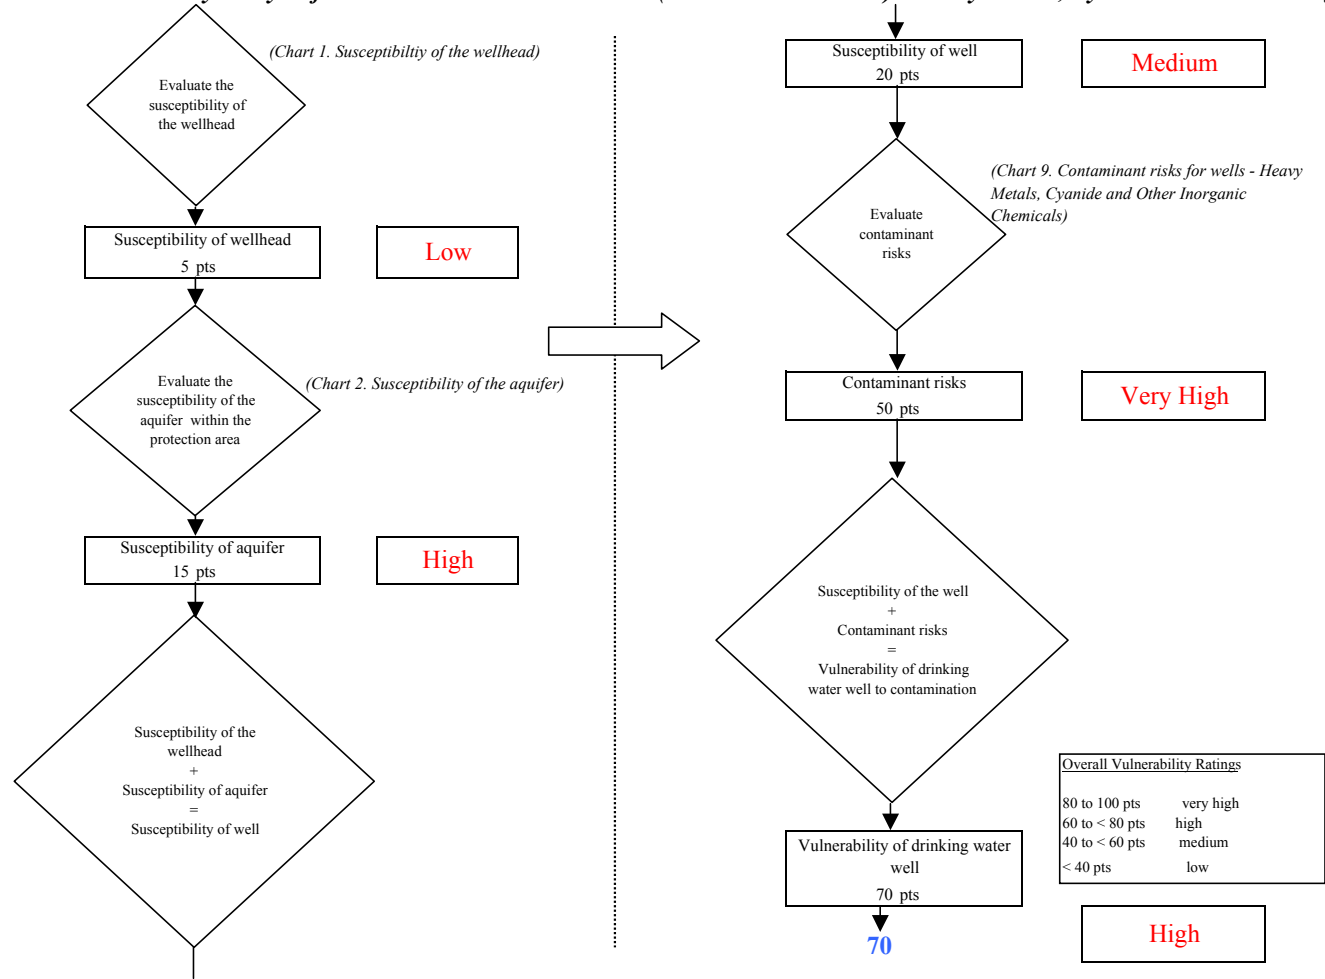 (Chart 1. Susceptibiltiy of the wellhead)
Evaluate the
susceptibility of
the wellhead
Susceptibility of wellhead
5 pts
Low
Evaluate the
susceptibility of the
aquifer within the
protection area
(Chart 2. Susceptibility of the aquifer)
Susceptibility of aquifer
15 pts
High
Susceptibility of the
wellhead
+
Susceptibility of aquifer
=
Susceptibility of well
Susceptibility of well
20 pts
Medium
(Chart 9. Contaminant risks for wells - Heavy
Metals, Cyanide and Other Inorganic
Chemicals)
Evaluate
contaminant
risks
Contaminant risks
50 pts
Very High
Susceptibility of the well
+
Contaminant risks
=
Vulnerability of drinking
water well to contamination
Overall Vulnerability Ratings
80 to 100 pts very high
60 to < 80 pts high
40 to < 60 pts medium
< 40 pts low
Vulnerability of drinking water
well
70 pts
70
High